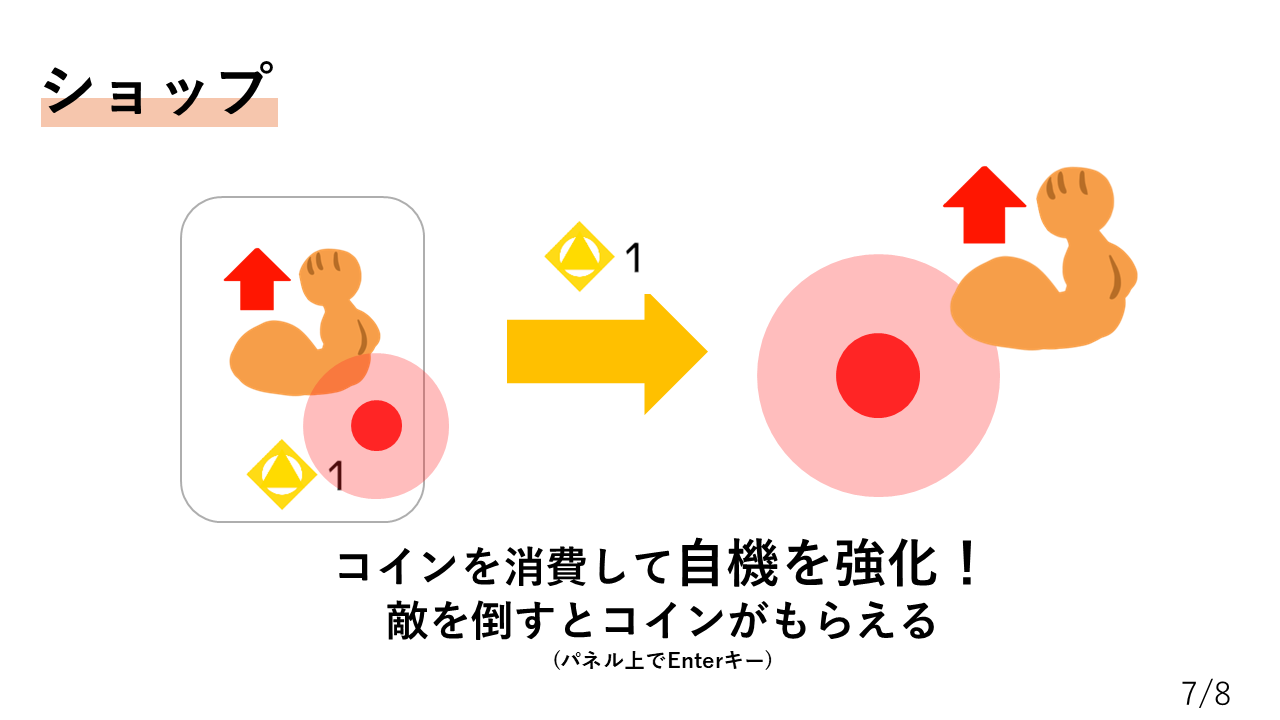 ショップ
1
1
コインを消費して自機を強化！
敵を倒すとコインがもらえる
(パネル上でEnterキー)
7/8